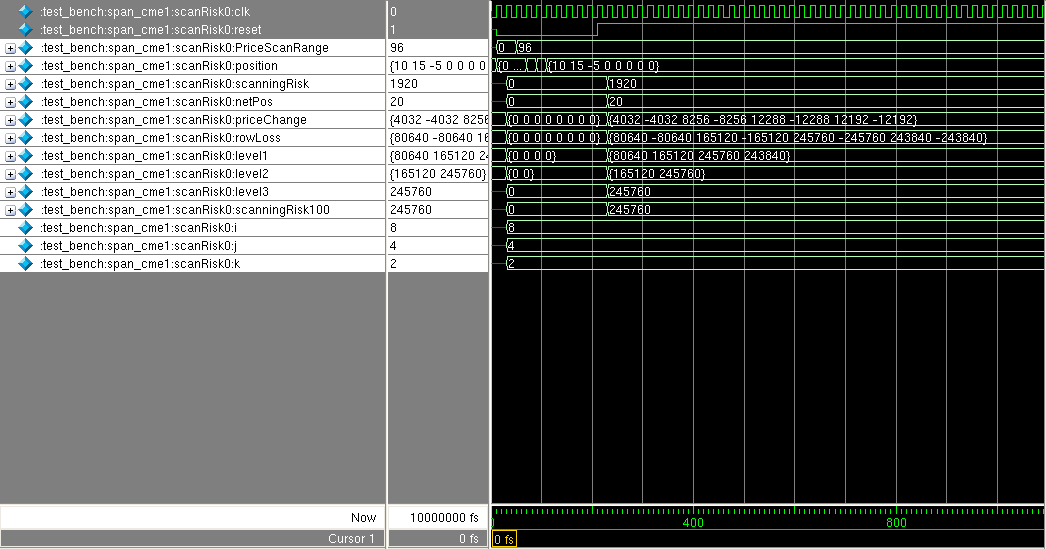 :test_bench:span_cme1:scanRisk0:clk 0
:test_bench:span_cme1:scanRisk0:reset 1
:test_bench:span_cme1:scanRisk0:PriceScanRange 96 0 96
:test_bench:span_cme1:scanRisk0:position {10 15 -5 0 0 0 0 0 {0 ... {10 15 -5 0 0 0 0 0}
:test_bench:span_cme1:scanRisk0:scanningRisk 1920 0 1920
:test_bench:span_cme1:scanRisk0:netPos 20 0 20
:test_bench:span_cme1:scanRisk0:priceChange {4032 -4032 8256 {0 0 0 0 0 0 0 0} {4032 -4032 8256 -8256 12288 -12288 12192 -12192}
:test_bench:span_cme1:scanRisk0:rowLoss {80640 -80640 16 {0 0 0 0 0 0 0 0} {80640 -80640 165120 -165120 245760 -245760 243840 -243840}
:test_bench:span_cme1:scanRisk0:level1 {80640 165120 24 {0 0 0 0} {80640 165120 245760 243840}
:test_bench:span_cme1:scanRisk0:level2 {165120 245760} {0 0} {165120 245760}
:test_bench:span_cme1:scanRisk0:level3 245760 0 245760
:test_bench:span_cme1:scanRisk0:scanningRisk100 245760 0 245760
:test_bench:span_cme1:scanRisk0:i 8 8
:test_bench:span_cme1:scanRisk0:j 4 4
:test_bench:span_cme1:scanRisk0:k 2 2
Now 10000000 fs 400 800
Cursor 1 0 fs 0 fs